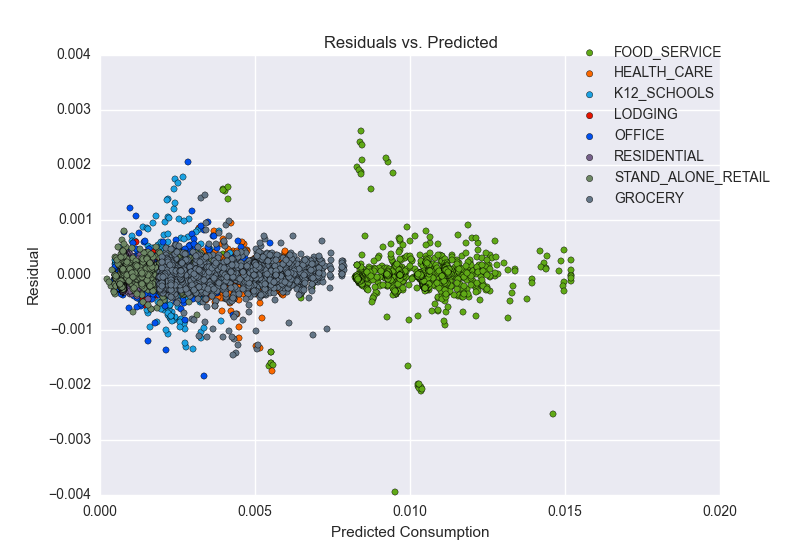 Residuals vs. Predicted
FOOD_SERVICE
HEALTH_CARE
K12_SCHOOLS
LODGING
OFFICE
RESIDENTIAL
STAND_ALONE_RETAIL
GROCERY
0.004
0.003
0.002
0.001
0.000
−0.001
−0.002
−0.003
−0.004
Residual
0.000 0.005 0.010 0.015 0.020
Predicted Consumption